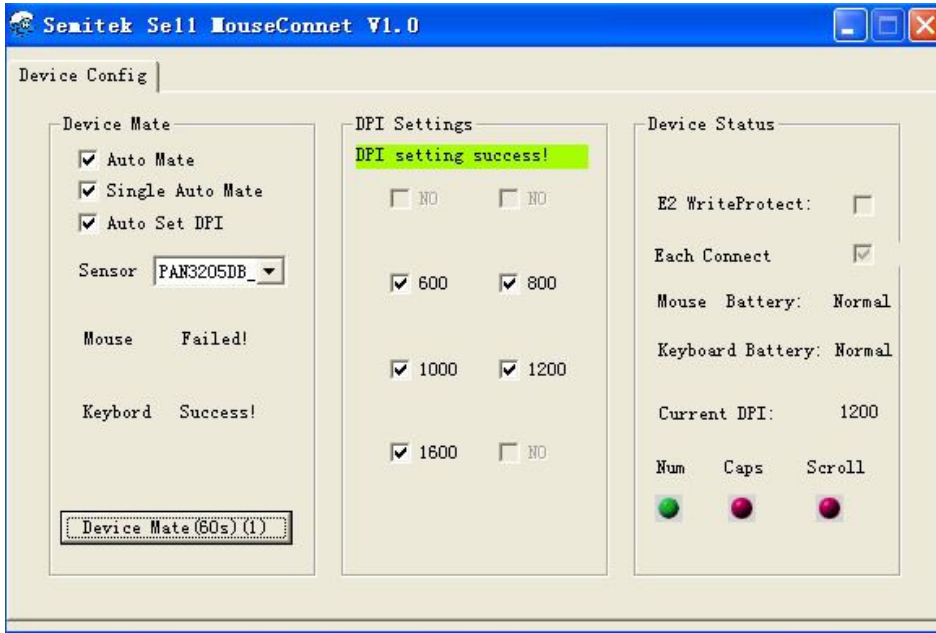 Semitek Sell MouseConnet V1.0
Device Config
Device Mate
Auto Mate
Single Auto Mate
Auto Set DPI
Sensor PAN3205DB_
Mouse Failed!
Keybord Success!
Device Mate(60s)(1)
DPI Settings
DPI setting success!
NO NO
600 800
1000 1200
1600 NO
Device Status
E2 WriteProtect:
Each Connect
Mouse Battery: Normal
Keyboard Battery: Normal
Current DPI: 1200
Num Caps Scroll